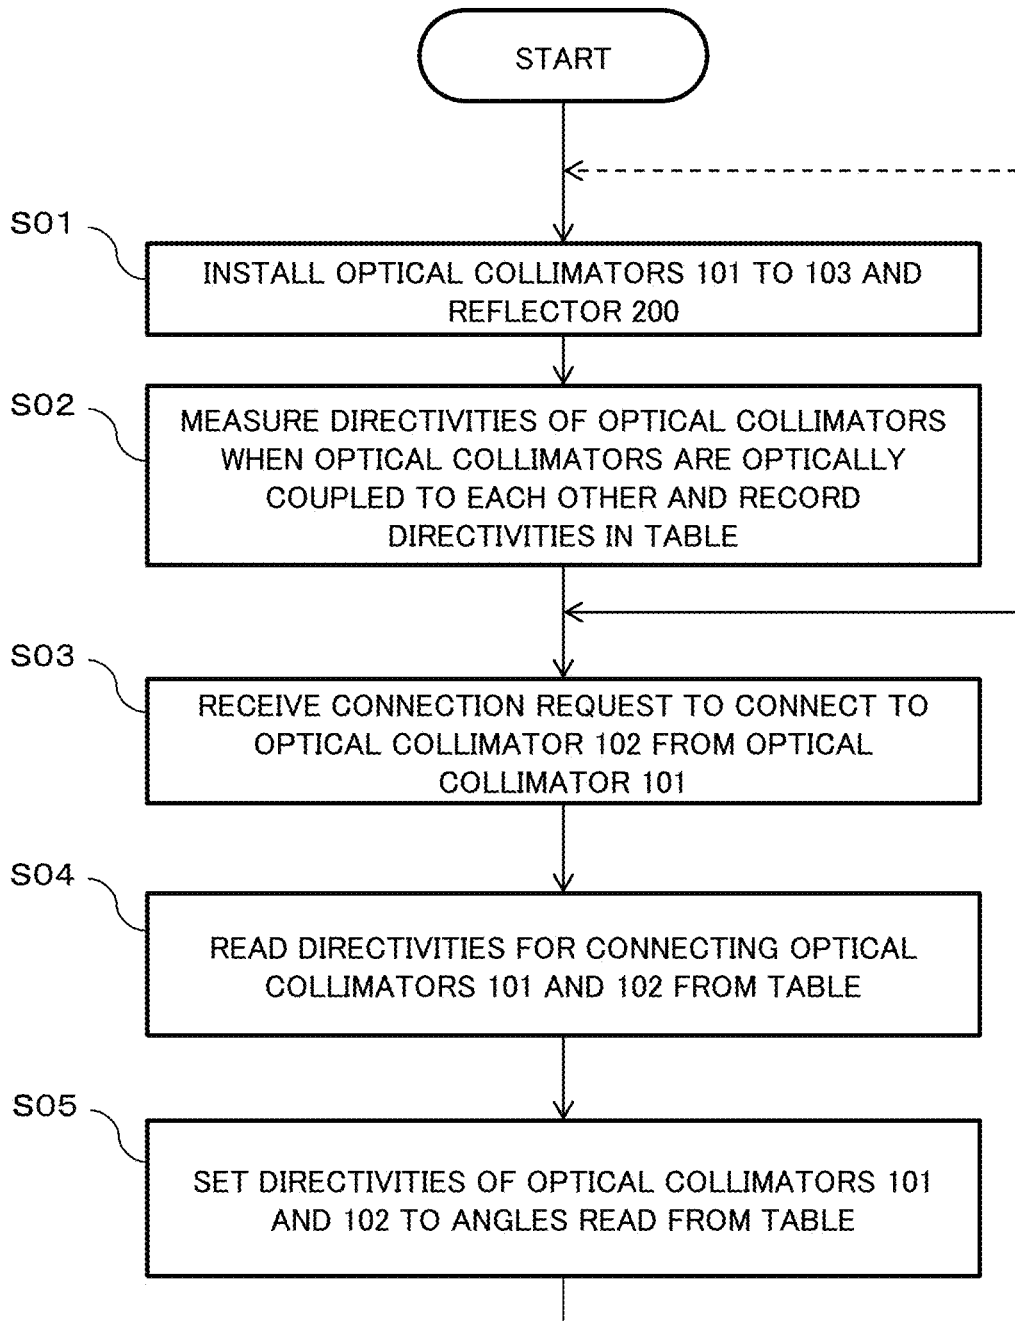 START
S01
INSTALL OPTICAL COLLIMATORS 101 TO 103 AND
REFLECTOR 200
S02
MEASURE DIRECTIVITIES OF OPTICAL COLLIMATORS
WHEN OPTICAL COLLIMATORS ARE OPTICALLY
COUPLED TO EACH OTHER AND RECORD
DIRECTIVITIES IN TABLE
S03
RECEIVE CONNECTION REQUEST TO CONNECT TO
OPTICAL COLLIMATOR 102 FROM OPTICAL
COLLIMATOR 101
S04
READ DIRECTIVITIES FOR CONNECTING OPTICAL
COLLIMATORS 101 AND 102 FROM TABLE
S05
SET DIRECTIVITIES OF OPTICAL COLLIMATORS 101
AND 102 TO ANGLES READ FROM TABLE